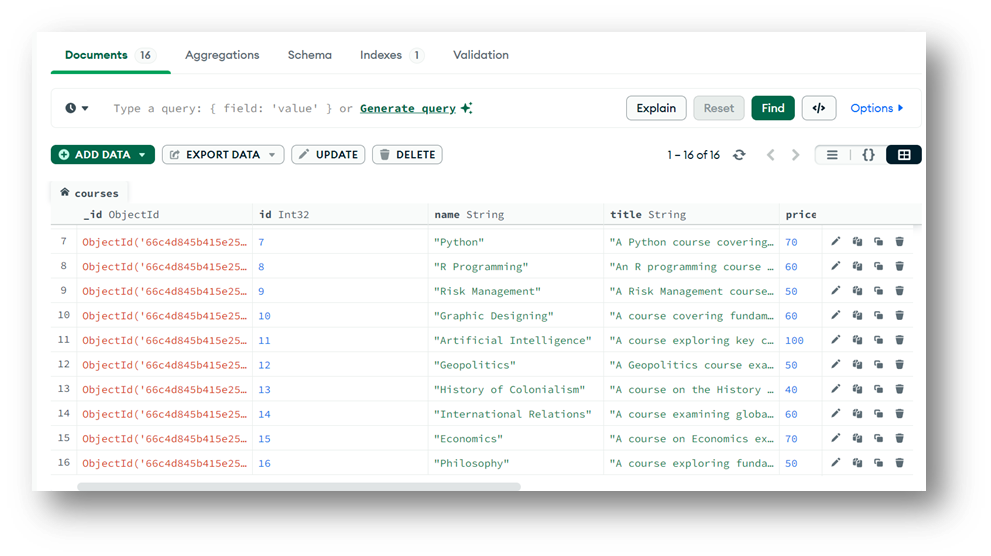 Documents 16 Aggregations Schema Indexes 1 Validation
Type a query: { field: 'value' } or Generate query Explain Reset Find </> Options
ADD DATA EXPORT DATA UPDATE DELETE 1 – 16 of 16 {}
courses
_id ObjectId id Int32 name String title String price
7 ObjectId('66c4d845b415e25… 7 "Python" "A Python course covering… 70
8 ObjectId('66c4d845b415e25… 8 "R Programming" "An R programming course … 60
9 ObjectId('66c4d845b415e25… 9 "Risk Management" "A Risk Management course… 50
10 ObjectId('66c4d845b415e25… 10 "Graphic Designing" "A course covering fundam… 60
11 ObjectId('66c4d845b415e25… 11 "Artificial Intelligence" "A course exploring key c… 100
12 ObjectId('66c4d845b415e25… 12 "Geopolitics" "A Geopolitics course exa… 50
13 ObjectId('66c4d845b415e25… 13 "History of Colonialism" "A course on the History … 40
14 ObjectId('66c4d845b415e25… 14 "International Relations" "A course examining globa… 60
15 ObjectId('66c4d845b415e25… 15 "Economics" "A course on Economics ex… 70
16 ObjectId('66c4d845b415e25… 16 "Philosophy" "A course exploring funda… 50